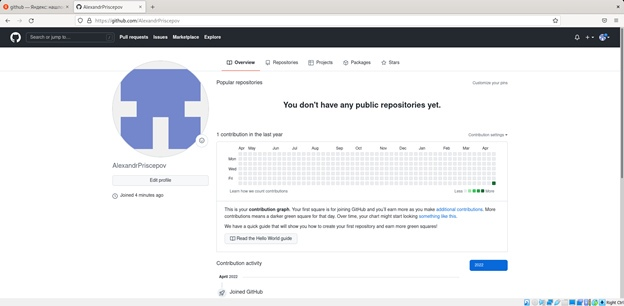 github — Яндекс: нашло
AlexandrPriscepov
https://github.com/AlexandrPriscepov
Search or jump to...
Pull requests Issues Marketplace Explore
Overview Repositories Projects Packages Stars
Popular repositories Customize your pins
You don't have any public repositories yet.
1 contribution in the last year Contribution settings
Apr May Jun Jul Aug Sep Oct Nov Dec Jan Feb Mar Apr
Mon
Wed
Fri
Learn how we count contributions Less More
AlexandrPriscepov
Edit profile
Joined 4 minutes ago
This is your contribution graph. Your first square is for joining GitHub and you'll earn more as you make additional contributions. More
contributions means a darker green square for that day. Over time, your chart might start looking something like this.
We have a quick guide that will show you how to create your first repository and earn more green squares!
Read the Hello World guide
Contribution activity 2022
April 2022
Joined GitHub
Right Ctrl